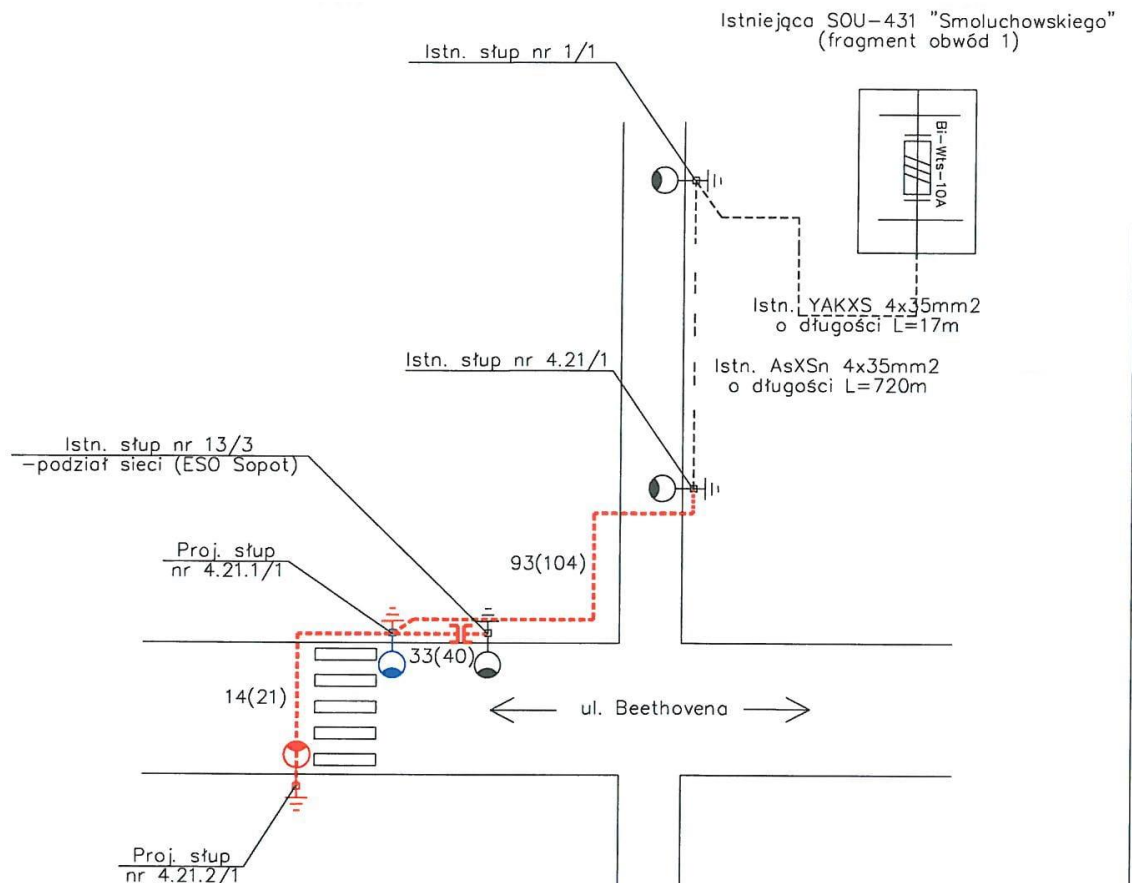 Istniejąca SOU-431 "Smoluchowskiego"
(fragment obwód 1)
Istn. słup nr 1/1
Bi-Wts-10A
Istn. YAKXS 4x35mm2
o długości L=17m
Istn. słup nr 4.21/1
Istn. AsXSn 4x35mm2
o długości L=720m
Istn. słup nr 13/3
-podział sieci (ESO Sopot)
Proj. słup
nr 4.21.1/1
93(104)
33(40)
14(21)
ul. Beethovena
Proj. słup
nr 4.21.2/1